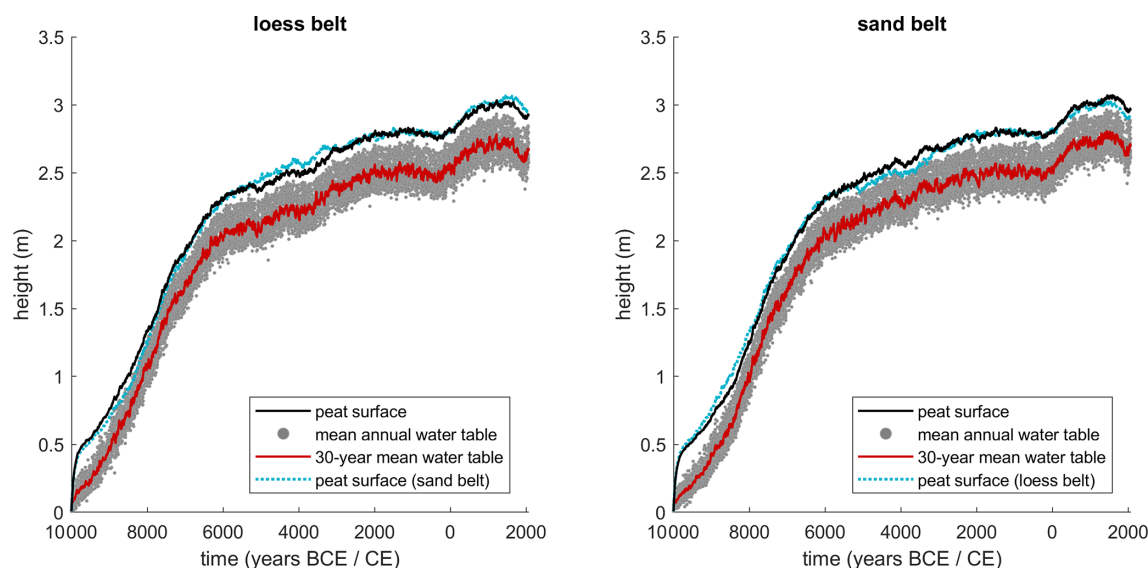 loess belt
3.5
3
2.5
2
1.5
1
0.5
0
height (m)
10000 8000 6000 4000 2000 0 2000
time (years BCE / CE)
peat surface
mean annual water table
30-year mean water table
peat surface (sand belt)
sand belt
3.5
3
2.5
2
1.5
1
0.5
0
height (m)
10000 8000 6000 4000 2000 0 2000
time (years BCE / CE)
peat surface
mean annual water table
30-year mean water table
peat surface (loess belt)